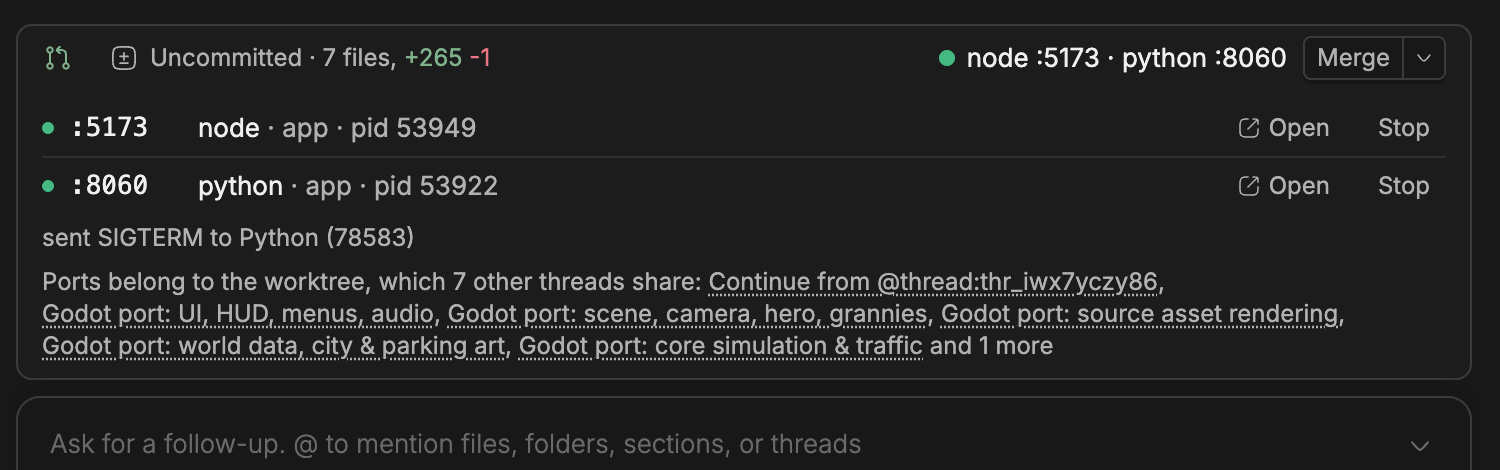 Uncommitted · 7 files, +265 -1 node :5173 · python :8060 Merge
:5173 node · app · pid 53949 Open Stop
:8060 python · app · pid 53922 Open Stop
sent SIGTERM to Python (78583)
Ports belong to the worktree, which 7 other threads share: Continue from @thread:thr_iwx7yczy86,
Godot port: UI, HUD, menus, audio, Godot port: scene, camera, hero, grannies, Godot port: source asset rendering,
Godot port: world data, city & parking art, Godot port: core simulation & traffic and 1 more
Ask for a follow-up. @ to mention files, folders, sections, or threads